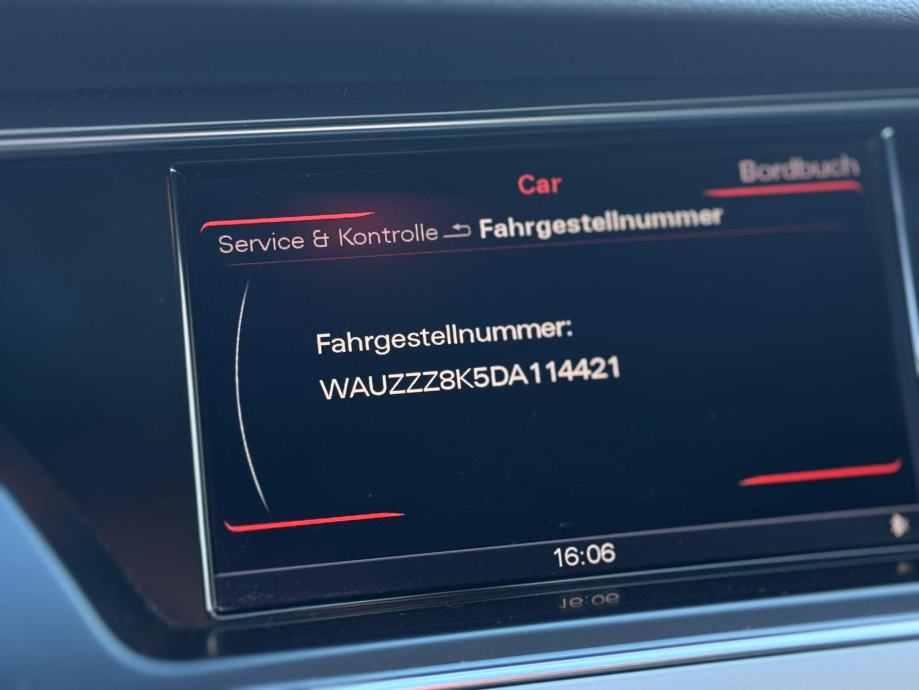 Car
Bordbuch
Service & Kontrolle Fahrgestellnummer
Fahrgestellnummer:
WAUZZZ8K5DA114421
16:06